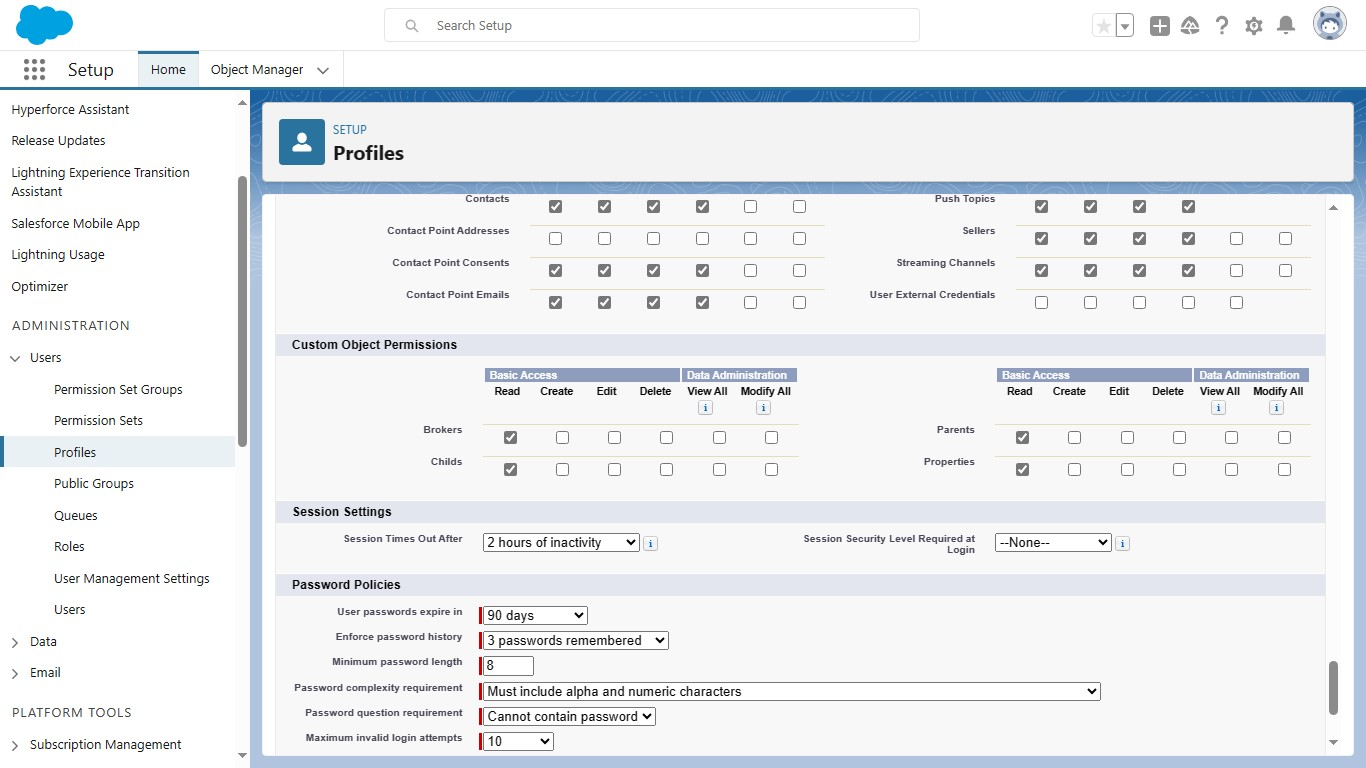 Search Setup
Setup
Home
Object Manager
Hyperforce Assistant
Release Updates
Lightning Experience Transition
Assistant
Salesforce Mobile App
Lightning Usage
Optimizer
ADMINISTRATION
Users
Permission Set Groups
Permission Sets
Profiles
Public Groups
Queues
Roles
User Management Settings
Users
Data
Email
PLATFORM TOOLS
Subscription Management
SETUP
Profiles
Contacts
Push Topics
Contact Point Addresses
Sellers
Contact Point Consents
Streaming Channels
Contact Point Emails
User External Credentials
Custom Object Permissions
Basic Access Data Administration
Read Create Edit Delete View All Modify All
i i
Basic Access Data Administration
Read Create Edit Delete View All Modify All
i i
Brokers
Parents
Childs
Properties
Session Settings
Session Times Out After 2 hours of inactivity i
Session Security Level Required at
Login
--None-- i
Password Policies
User passwords expire in 90 days
Enforce password history 3 passwords remembered
Minimum password length 8
Password complexity requirement Must include alpha and numeric characters
Password question requirement Cannot contain password
Maximum invalid login attempts 10